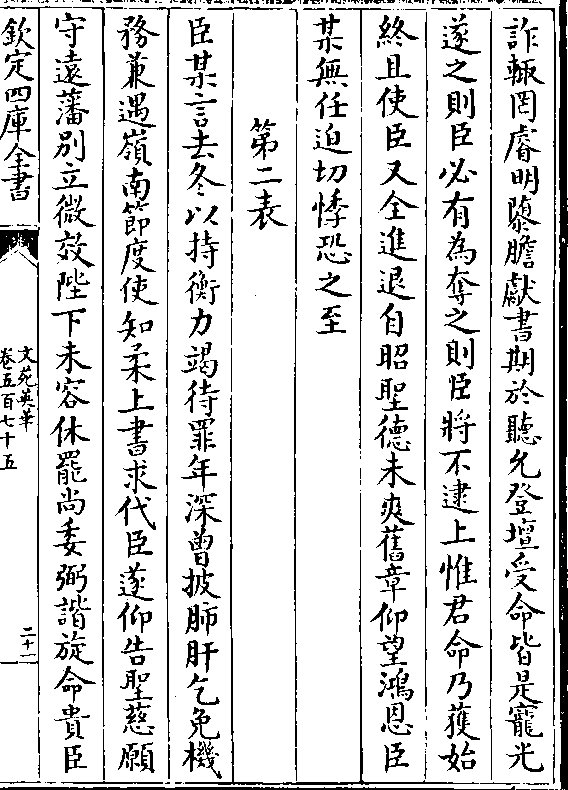 詐輒罔睿明隳膽獻書期於聽允登壇受命皆是寵光
遂之則臣必有為奪之則臣將不逮上惟君命乃獲始
終且使臣又全進退自昭聖德未爽舊章仰望鴻恩臣
某無任迫切悸恐之至
第二表
臣某言去冬以持衡力竭待罪年深曽披肺肝乞免機
務兼遇嶺南節度使知柔上書求代臣遂仰告聖慈願
守遠藩别立微效陛下未容休罷尚委弼諧旋命貴臣
欽定四庫全書
文苑英華
卷五百七十五
二十一